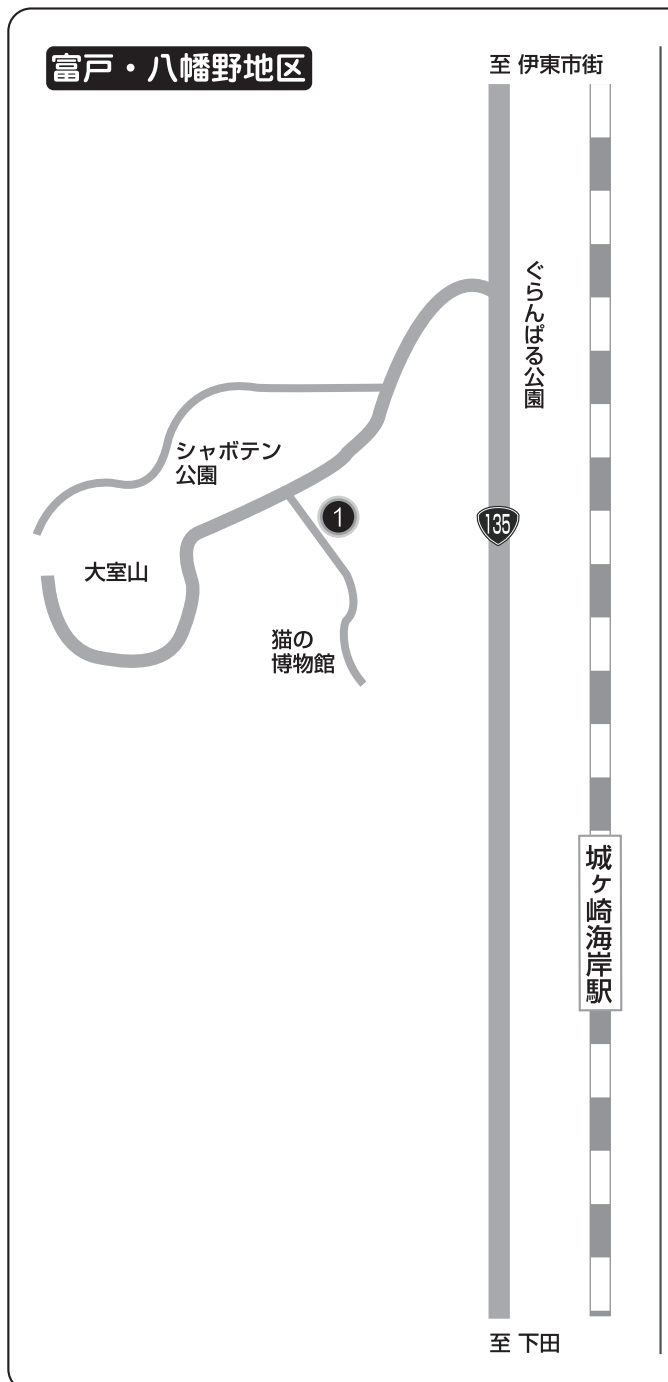 富戸・八幡野地区
至 伊東市街
ぐらんぱる公園
シャボテン
公園
1
135
大室山
猫の
博物館
城ヶ崎海岸駅
至 下田